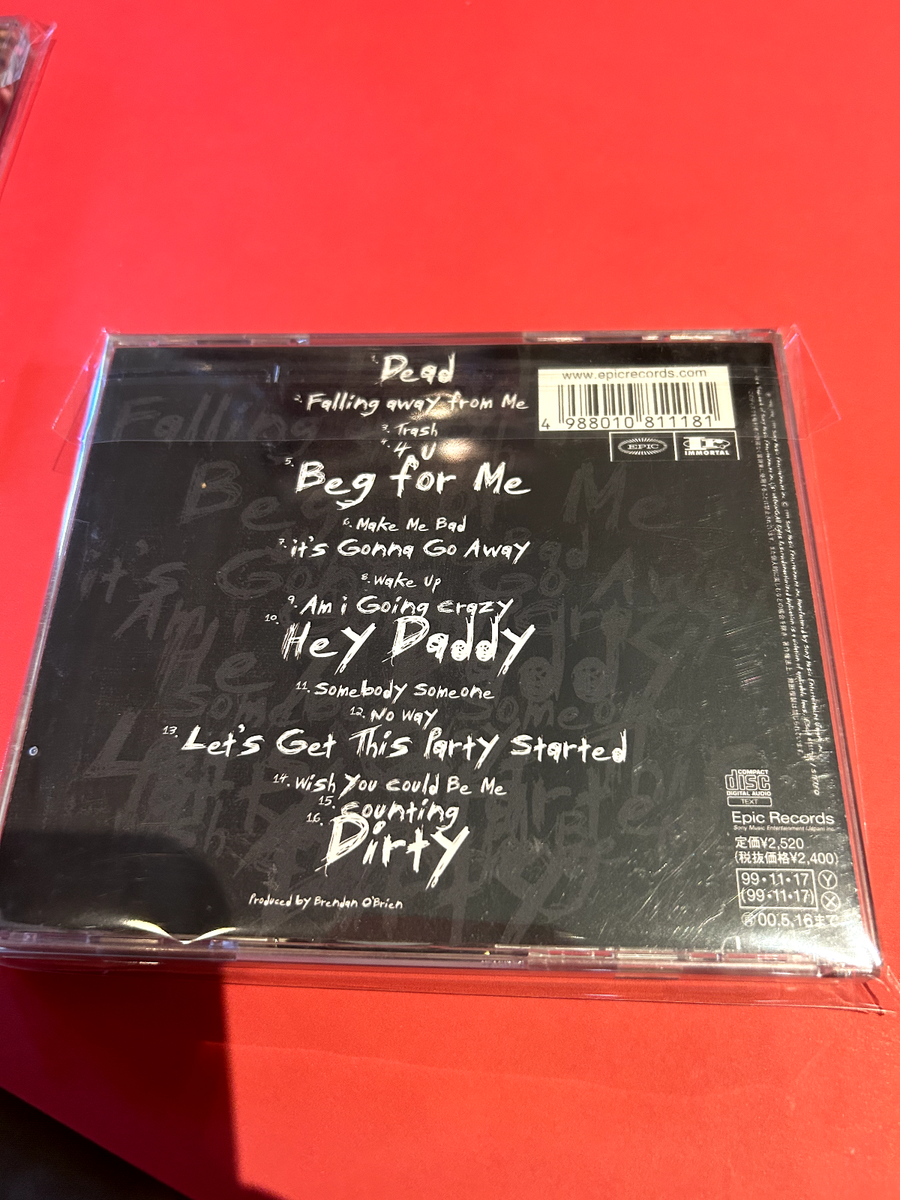 1. Dead
2. Falling away from Me
3. Trash
4. 4 U
5. Beg for Me
6. Make Me Bad
7. it's Gonna Go Away
8. Wake Up
9. Am i Going crazy
10. Hey Daddy
11. somebody someone
12. No Way
13. Let's Get This Party started
14. Wish You could Be Me
15. counting
16. Dirty
Produced by Brendan O'Brien
www.epicrecords.com
4 988010 811181
EPIC
IMMORTAL
COMPACT
disc
DIGITAL AUDIO
TEXT
Epic Records
Sony Music Entertainment (Japan) Inc.
定価¥2,520
(税抜価格¥2,400)
99・11・17 Y
(99・11・17) X
再 00.5.16まで